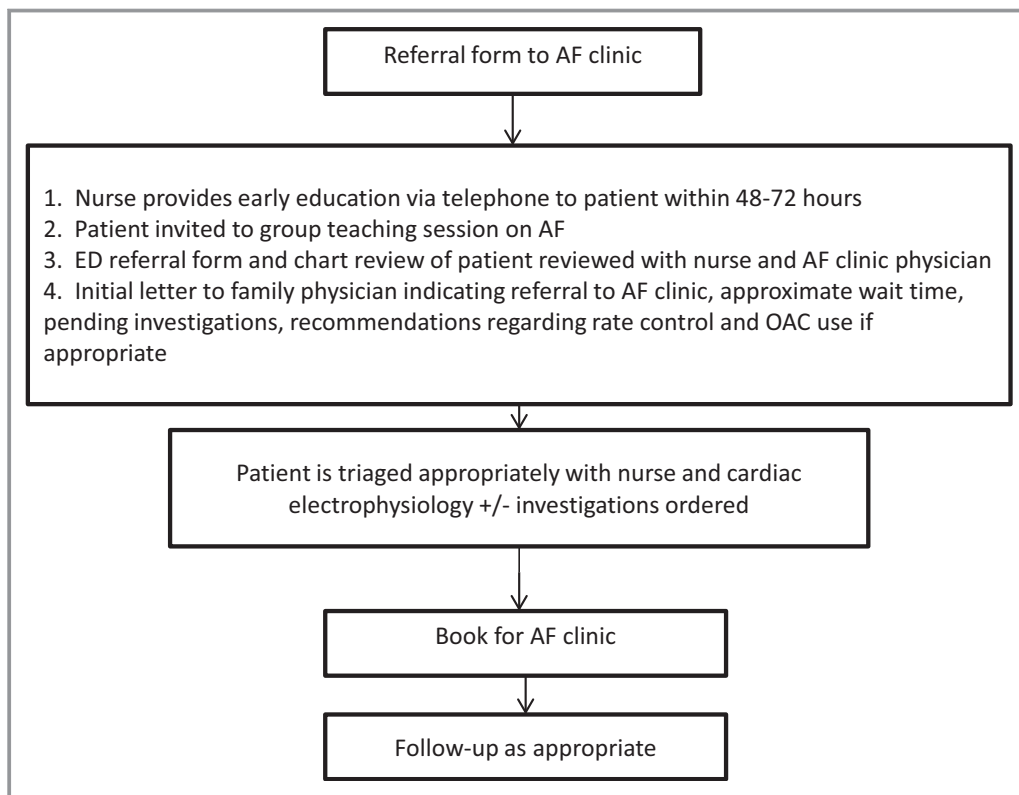 Referral form to AF clinic
1. Nurse provides early education via telephone to patient within 48-72 hours
2. Patient invited to group teaching session on AF
3. ED referral form and chart review of patient reviewed with nurse and AF clinic physician
4. Initial letter to family physician indicating referral to AF clinic, approximate wait time,
pending investigations, recommendations regarding rate control and OAC use if
appropriate
Patient is triaged appropriately with nurse and cardiac
electrophysiology +/- investigations ordered
Book for AF clinic
Follow-up as appropriate